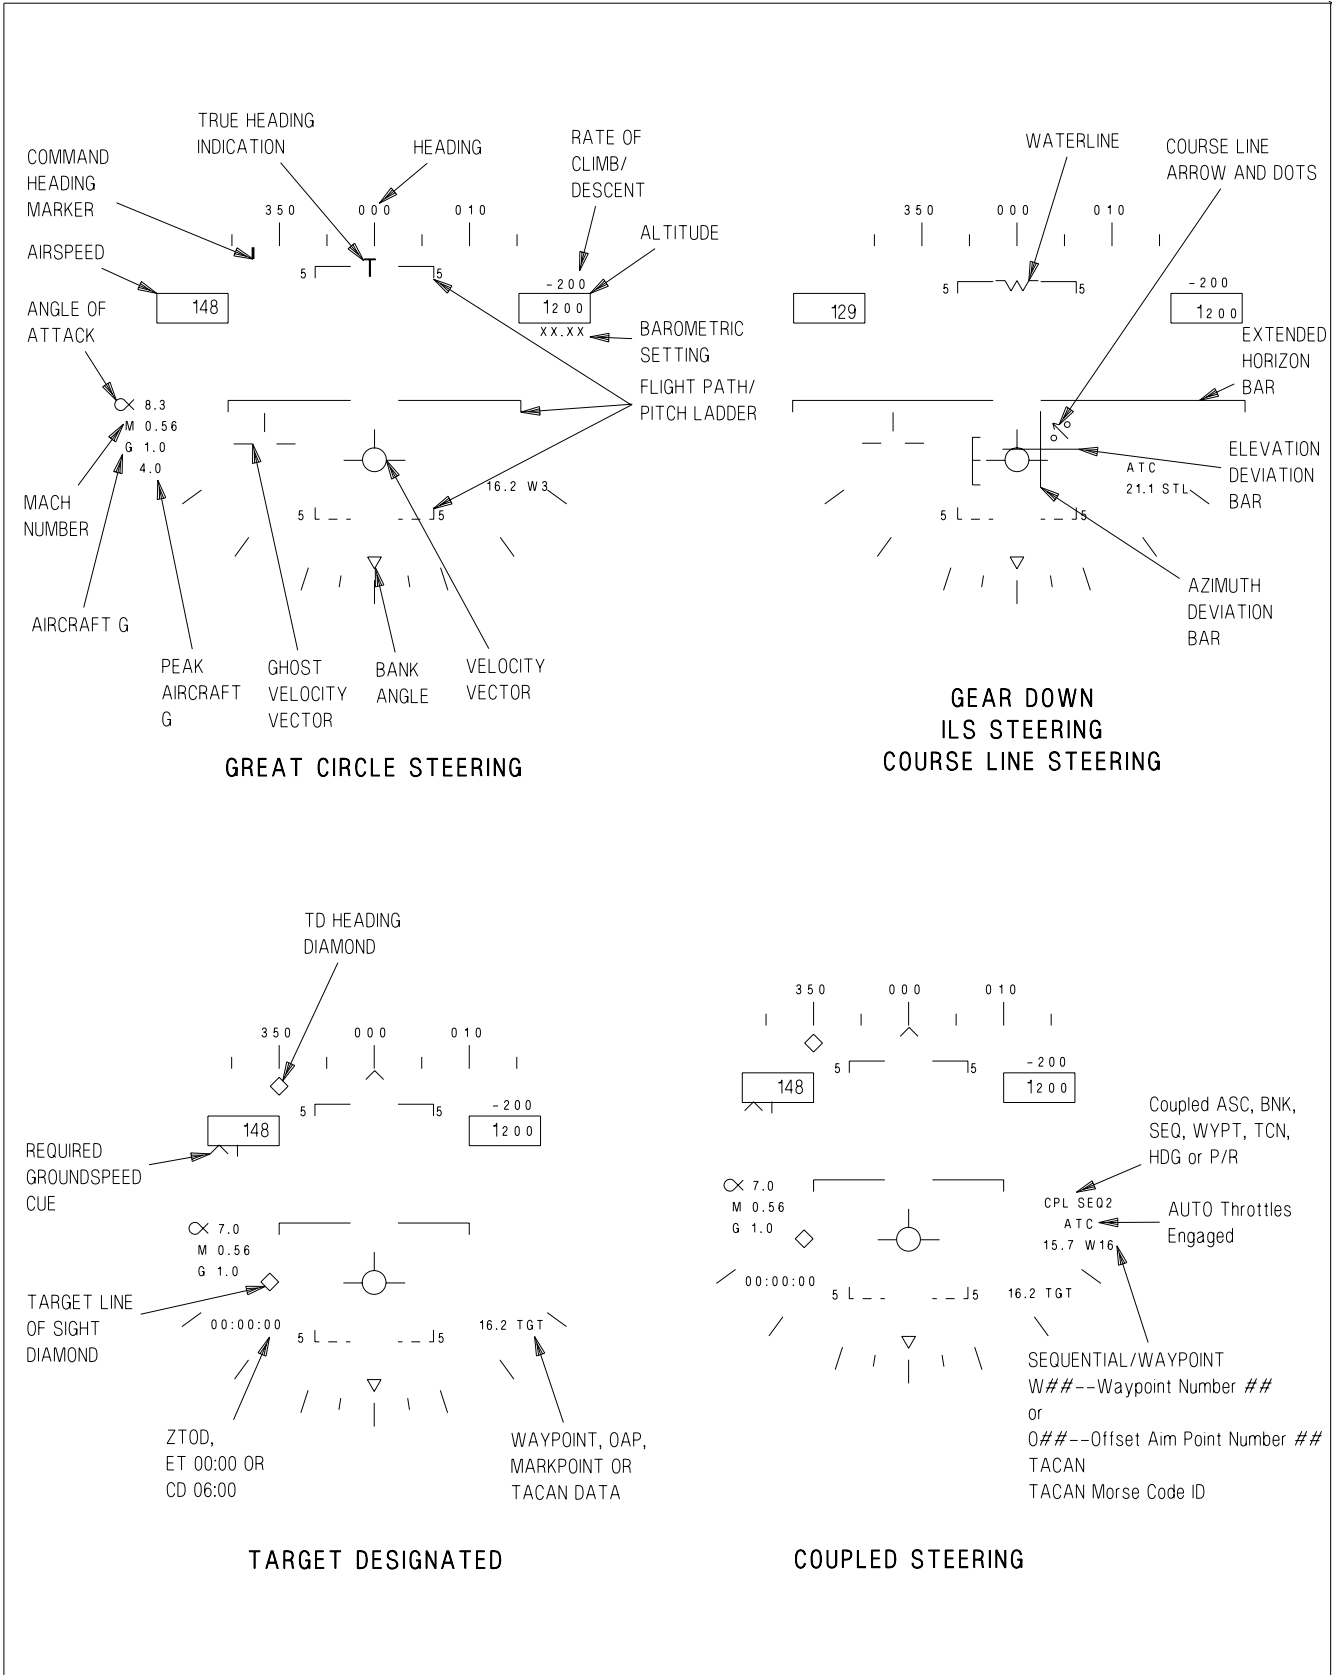 TRUE HEADING
INDICATION
HEADING
COMMAND
HEADING
MARKER
RATE OF
CLIMB/
DESCENT
350
000
010
AIRSPEED
ALTITUDE
T
5
5
-200
148
1200
XX.XX
ANGLE OF
ATTACK
BAROMETRIC
SETTING
FLIGHT PATH/
PITCH LADDER
8.3
M 0.56
G 1.0
4.0
MACH
NUMBER
16.2 W3
5
5
AIRCRAFT G
PEAK
AIRCRAFT
G
GHOST
VELOCITY
VECTOR
BANK
ANGLE
VELOCITY
VECTOR
GREAT CIRCLE STEERING
WATERLINE
COURSE LINE
ARROW AND DOTS
350
000
010
5
5
-200
129
1200
EXTENDED
HORIZON
BAR
ELEVATION
DEVIATION
BAR
ATC
21.1 STL
5
5
AZIMUTH
DEVIATION
BAR
GEAR DOWN
ILS STEERING
COURSE LINE STEERING
TD HEADING
DIAMOND
350
000
010
5
5
-200
148
1200
REQUIRED
GROUNDSPEED
CUE
7.0
M 0.56
G 1.0
TARGET LINE
OF SIGHT
DIAMOND
00:00:00
16.2 TGT
5
5
ZTOD,
ET 00:00 OR
CD 06:00
WAYPOINT, OAP,
MARKPOINT OR
TACAN DATA
TARGET DESIGNATED
350
000
010
5
5
-200
148
1200
Coupled ASC, BNK,
SEQ, WYPT, TCN,
HDG or P/R
7.0
M 0.56
G 1.0
CPL SEQ2
ATC
15.7 W16
AUTO Throttles
Engaged
00:00:00
16.2 TGT
5
5
SEQUENTIAL/WAYPOINT
W##--Waypoint Number ##
or
O##--Offset Aim Point Number ##
TACAN
TACAN Morse Code ID
COUPLED STEERING